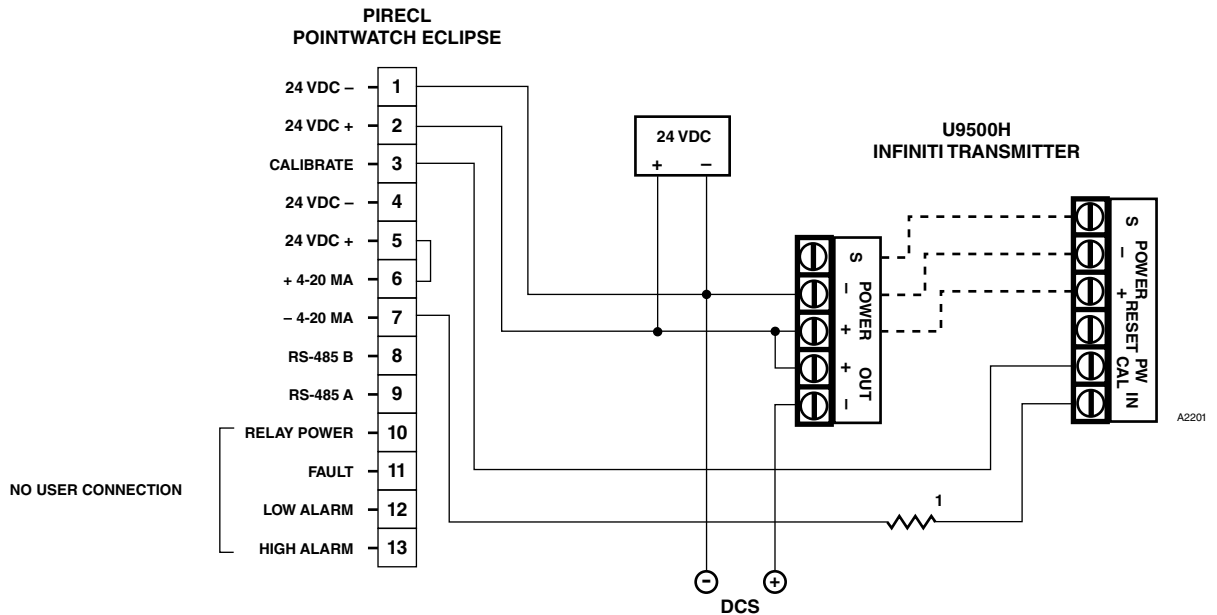 PIRECL
POINTWATCH ECLIPSE
24 VDC – 1
24 VDC + 2
CALIBRATE 3
24 VDC – 4
24 VDC + 5
+ 4-20 MA 6
– 4-20 MA 7
RS-485 B 8
RS-485 A 9
RELAY POWER 10
FAULT 11
LOW ALARM 12
HIGH ALARM 13
NO USER CONNECTION
24 VDC
+ –
U9500H
INFINITI TRANSMITTER
S
– POWER +
+ OUT –
S
– POWER +
RESET
PW
CAL IN
A2201
1
- +
DCS